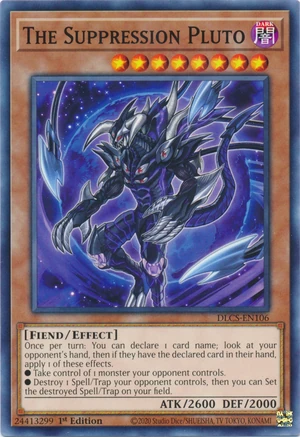 THE SUPPRESSION PLUTO
DARK
闇
DLCS-EN106
[FIEND/EFFECT]
Once per turn: You can declare 1 card name; look at your
opponent's hand, then if they have the declared card in their hand,
apply 1 of these effects.
● Take control of 1 monster your opponent controls.
● Destroy 1 Spell/Trap your opponent controls, then you can Set
the destroyed Spell/Trap on your field.
ATK/2600 DEF/2000
24413299 1st Edition ©2020 Studio Dice/SHUEISHA, TV TOKYO, KONAMI